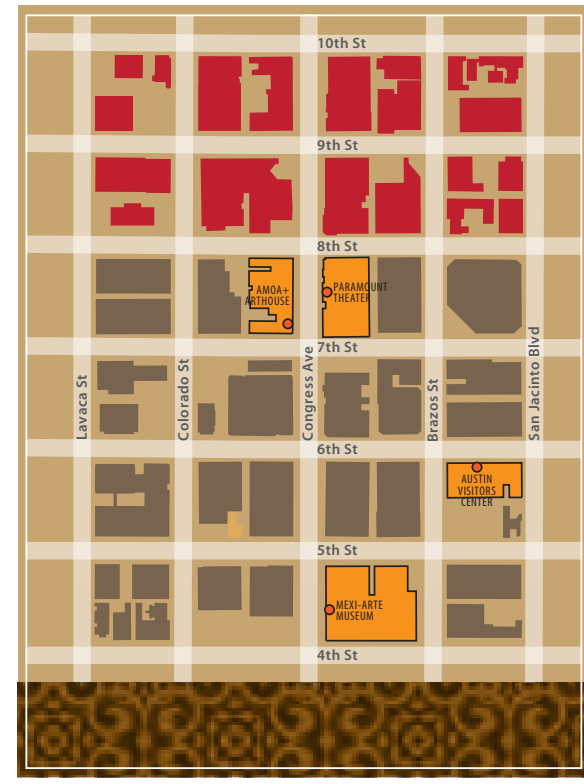 10th St
9th St
8th St
AMOA+
ARTHOUSE
PARAMOUNT
THEATER
7th St
Lavaca St
Colorado St
Congress Ave
Brazos St
San Jacinto Blvd
6th St
AUSTIN
VISITORS
CENTER
5th St
MEXI-ARTE
MUSEUM
4th St